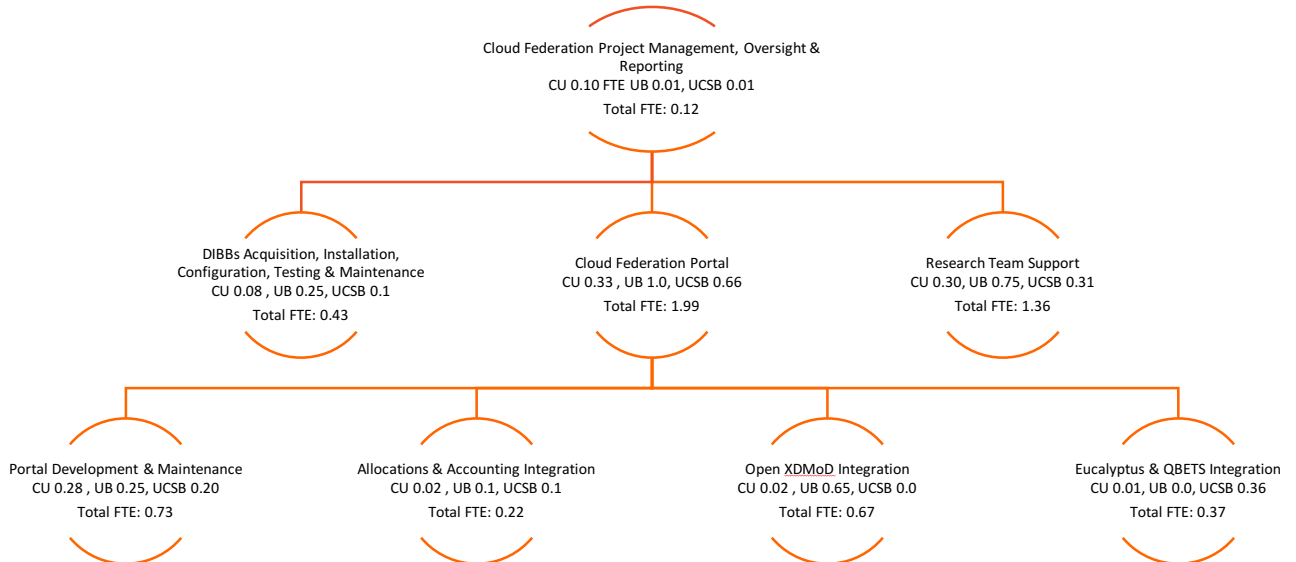 Cloud Federation Project Management, Oversight &
Reporting
CU 0.10 FTE UB 0.01, UCSB 0.01
Total FTE: 0.12
DIBBs Acquisition, Installation,
Configuration, Testing & Maintenance
CU 0.08 , UB 0.25, UCSB 0.1
Total FTE: 0.43
Cloud Federation Portal
CU 0.33 , UB 1.0, UCSB 0.66
Total FTE: 1.99
Research Team Support
CU 0.30, UB 0.75, UCSB 0.31
Total FTE: 1.36
Portal Development & Maintenance
CU 0.28 , UB 0.25, UCSB 0.20
Total FTE: 0.73
Allocations & Accounting Integration
CU 0.02 , UB 0.1, UCSB 0.1
Total FTE: 0.22
Open XDMoD Integration
CU 0.02 , UB 0.65, UCSB 0.0
Total FTE: 0.67
Eucalyptus & QBETS Integration
CU 0.01, UB 0.0, UCSB 0.36
Total FTE: 0.37